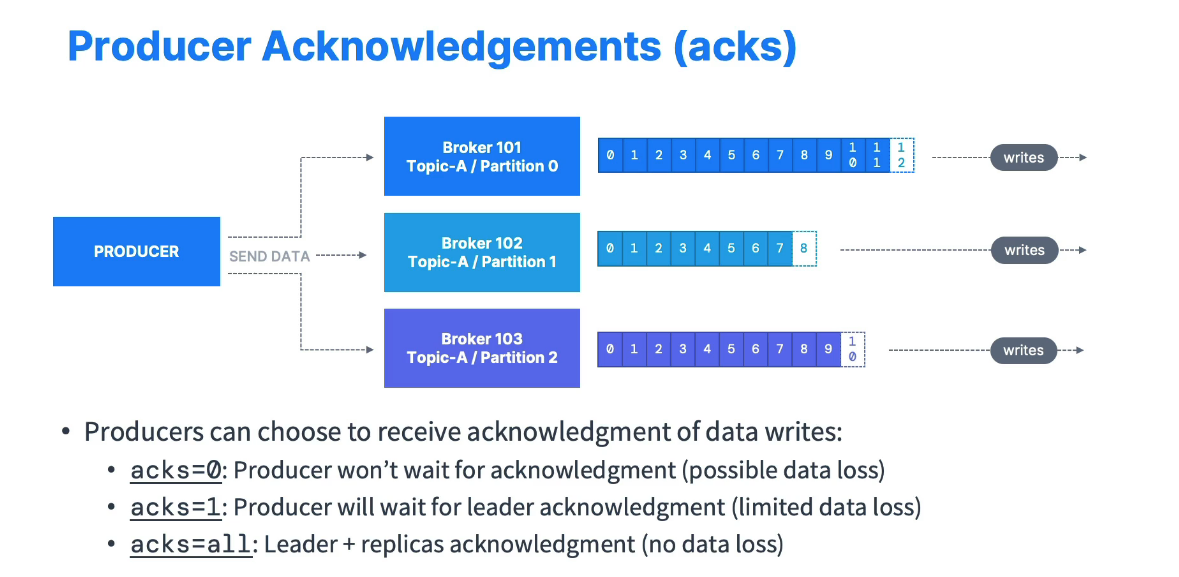 Producer Acknowledgements (acks)
PRODUCER
SEND DATA
Broker 101
Topic-A / Partition 0
0 1 2 3 4 5 6 7 8 9 10 11 12
writes
Broker 102
Topic-A / Partition 1
0 1 2 3 4 5 6 7 8
writes
Broker 103
Topic-A / Partition 2
0 1 2 3 4 5 6 7 8 9 10
writes
• Producers can choose to receive acknowledgment of data writes:
• acks=0: Producer won’t wait for acknowledgment (possible data loss)
• acks=1: Producer will wait for leader acknowledgment (limited data loss)
• acks=all: Leader + replicas acknowledgment (no data loss)